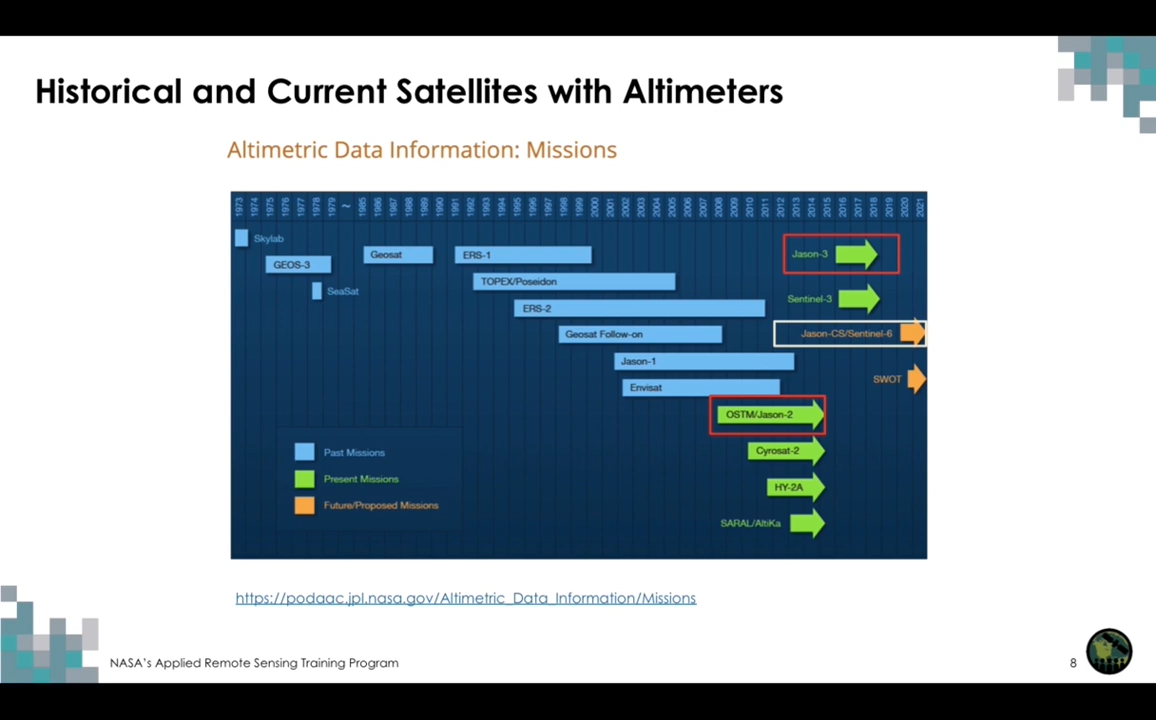 Historical and Current Satellites with Altimeters
Altimetric Data Information: Missions
1973 1974 1975 1976 1977 1978 1979 ~ 1985 1986 1987 1988 1989 1990 1991 1992 1993 1994 1995 1996 1997 1998 1999 2000 2001 2002 2003 2004 2005 2006 2007 2008 2009 2010 2011 2012 2013 2014 2015 2016 2017 2018 2019 2020 2021
Skylab
Geosat
ERS-1
Jason-3
GEOS-3
TOPEX/Poseidon
SeaSat
Sentinel-3
ERS-2
Geosat Follow-on
Jason-CS/Sentinel-6
Jason-1
SWOT
Envisat
OSTM/Jason-2
Cyrosat-2
HY-2A
SARAL/AltiKa
Past Missions
Present Missions
Future/Proposed Missions
https://podaac.jpl.nasa.gov/Altimetric_Data_Information/Missions
NASA's Applied Remote Sensing Training Program
8